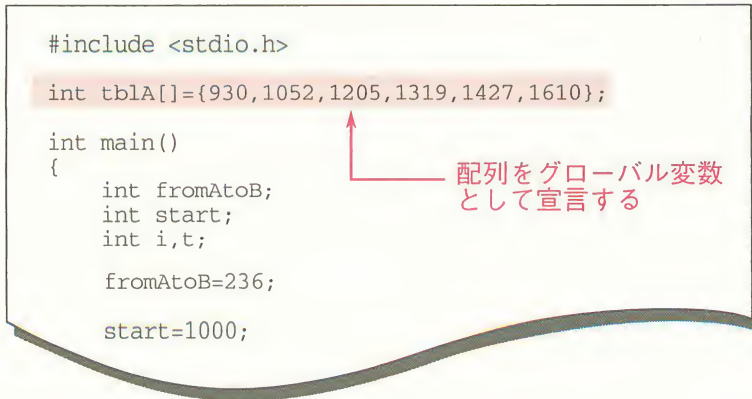 #include <stdio.h>
int tblA[]={930,1052,1205,1319,1427,1610};
int main()
{
int fromAtoB;
int start;
int i,t;
配列をグローバル変数
として宣言する
fromAtoB=236;
start=1000;